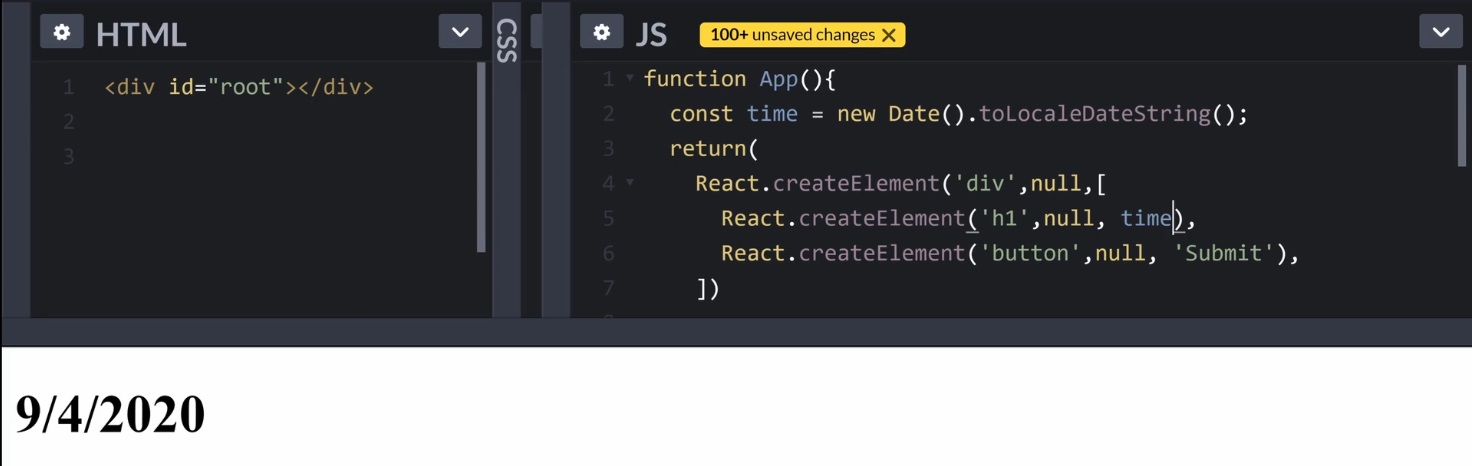 HTML
1 <div id="root"></div>
2
3
CSS
JS 100+ unsaved changes ×
1 function App(){
2 const time = new Date().toLocaleDateString();
3 return(
4 React.createElement('div',null,[
5 React.createElement('h1',null, time),
6 React.createElement('button',null, 'Submit'),
7 ])
9/4/2020